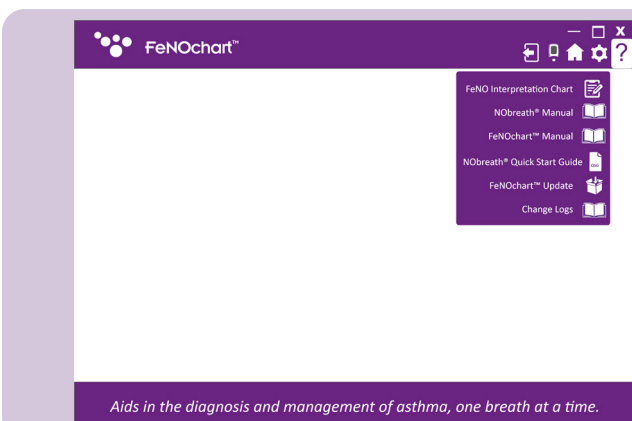 FeNOchart™
FeNO Interpretation Chart
NObreath® Manual
FeNOchart™ Manual
NObreath® Quick Start Guide
FeNOchart™ Update
Change Logs
Aids in the diagnosis and management of asthma, one breath at a time.